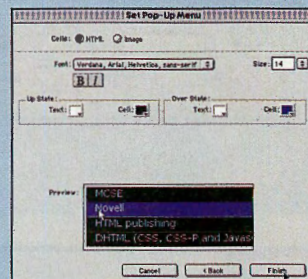 Set Pop-Up Menu
Cells: HTML Image
Font: Verdana, Arial, Helvetica, sans-serif Size: 14
B I
Up State: Over State:
Text: Cell: Text: Cell:
Preview: MCSE
Novell
HTML publishing
DHTML (CSS, CSS-P and Javas
Cancel < Back Finish